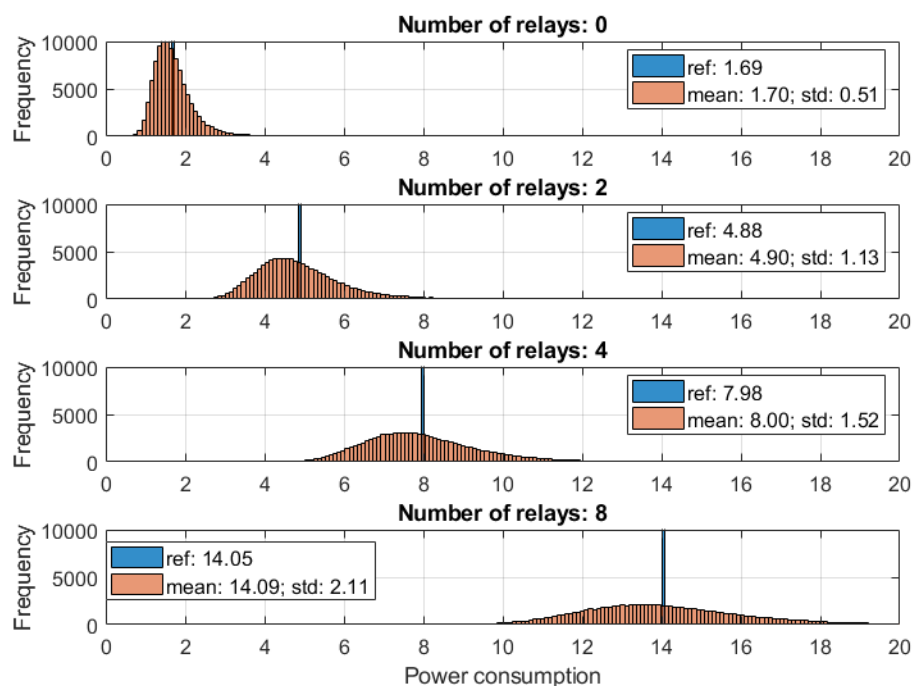 Number of relays: 0
Frequency
10000
5000
0
ref: 1.69
mean: 1.70; std: 0.51
0 2 4 6 8 10 12 14 16 18 20
Number of relays: 2
Frequency
10000
5000
0
ref: 4.88
mean: 4.90; std: 1.13
0 2 4 6 8 10 12 14 16 18 20
Number of relays: 4
Frequency
10000
5000
0
ref: 7.98
mean: 8.00; std: 1.52
0 2 4 6 8 10 12 14 16 18 20
Number of relays: 8
Frequency
10000
5000
0
ref: 14.05
mean: 14.09; std: 2.11
0 2 4 6 8 10 12 14 16 18 20
Power consumption